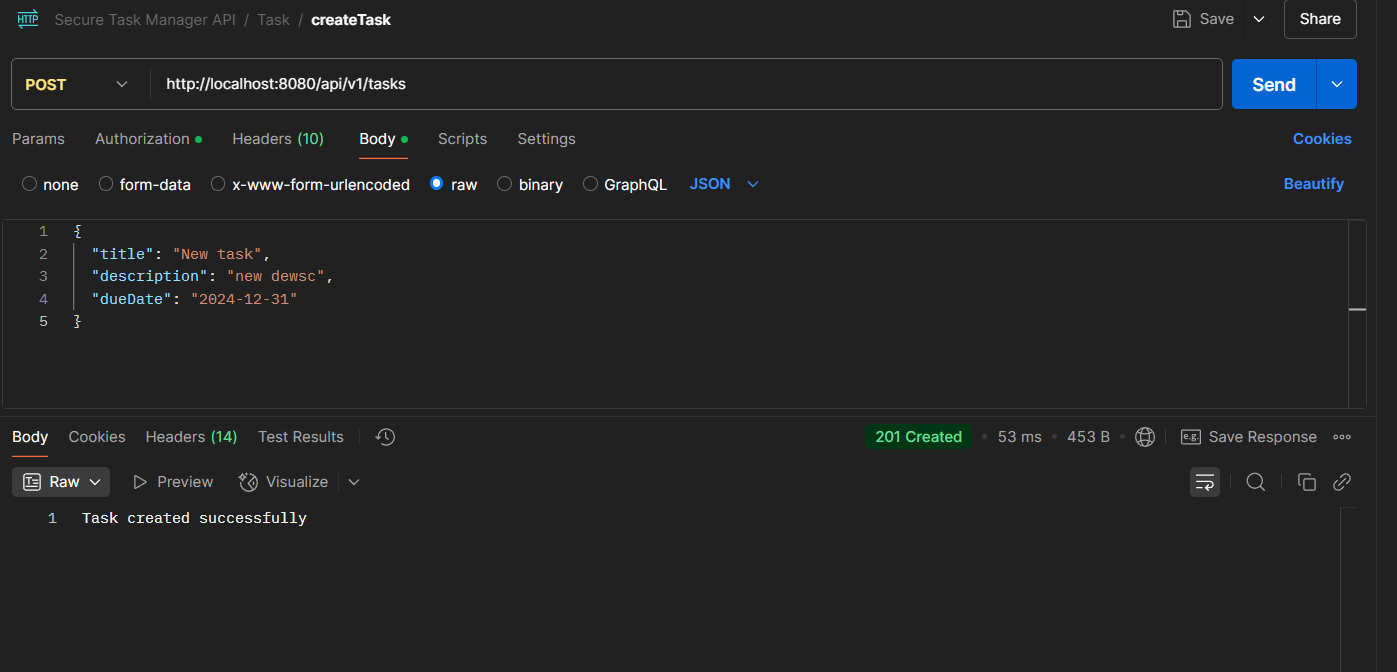 HTTP Secure Task Manager API / Task / createTask Save Share
POST http://localhost:8080/api/v1/tasks Send
Params Authorization Headers (10) Body Scripts Settings Cookies
none form-data x-www-form-urlencoded raw binary GraphQL JSON Beautify
1 {
2 "title": "New task",
3 "description": "new dewsc",
4 "dueDate": "2024-12-31"
5 }
Body Cookies Headers (14) Test Results 201 Created • 53 ms • 453 B • e.g. Save Response
Raw Preview Visualize
1 Task created successfully